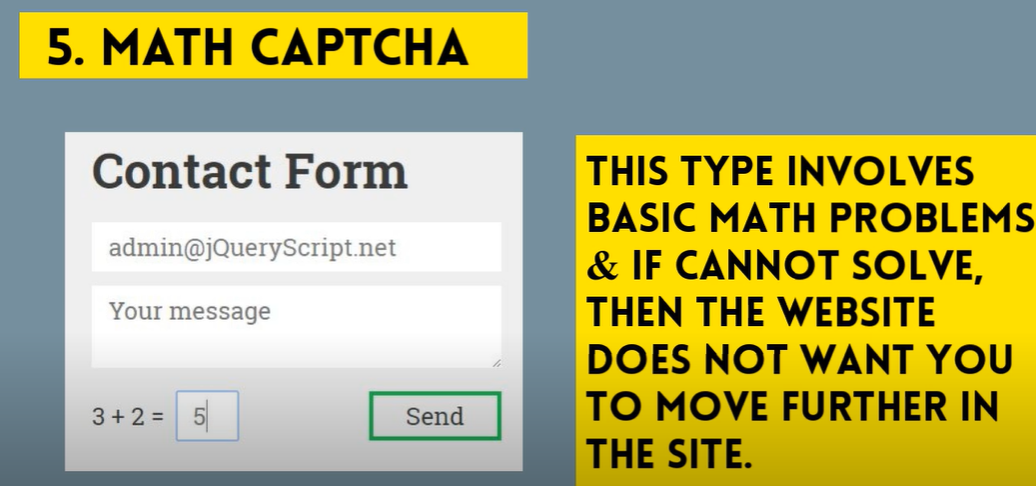 5. MATH CAPTCHA
Contact Form
admin@jQueryScript.net
Your message
3 + 2 = 5
Send
THIS TYPE INVOLVES
BASIC MATH PROBLEMS
& IF CANNOT SOLVE,
THEN THE WEBSITE
DOES NOT WANT YOU
TO MOVE FURTHER IN
THE SITE.